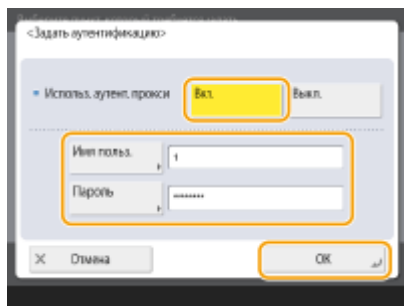 <Задать аутентификацию>
Использ. аутент. прокси
Вкл.
Выкл.
Имя польз.
1
Пароль
********
Отмена
OK